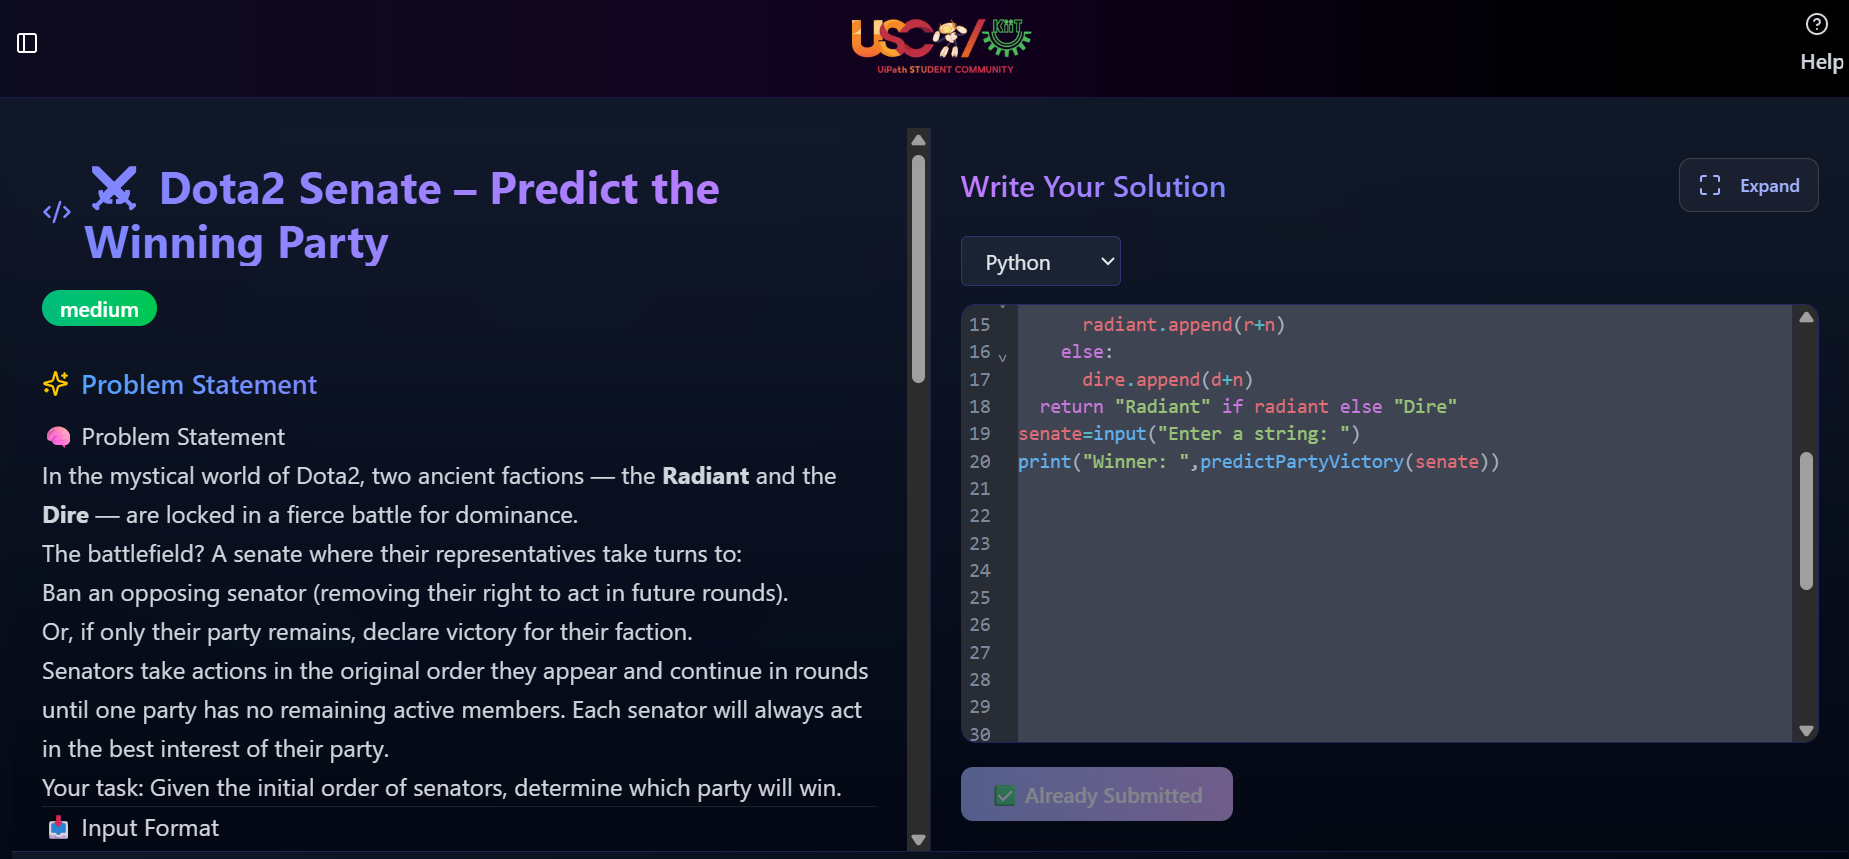 USC/KIIT
UiPath STUDENT COMMUNITY
Help
</> Dota2 Senate – Predict the
Winning Party
medium
Problem Statement
Problem Statement
In the mystical world of Dota2, two ancient factions — the Radiant and the
Dire — are locked in a fierce battle for dominance.
The battlefield? A senate where their representatives take turns to:
Ban an opposing senator (removing their right to act in future rounds).
Or, if only their party remains, declare victory for their faction.
Senators take actions in the original order they appear and continue in rounds
until one party has no remaining active members. Each senator will always act
in the best interest of their party.
Your task: Given the initial order of senators, determine which party will win.
Input Format
Write Your Solution
Expand
Python
15 radiant.append(r+n)
16 else:
17 dire.append(d+n)
18 return "Radiant" if radiant else "Dire"
19 senate=input("Enter a string: ")
20 print("Winner: ",predictPartyVictory(senate))
21
22
23
24
25
26
27
28
29
30
Already Submitted